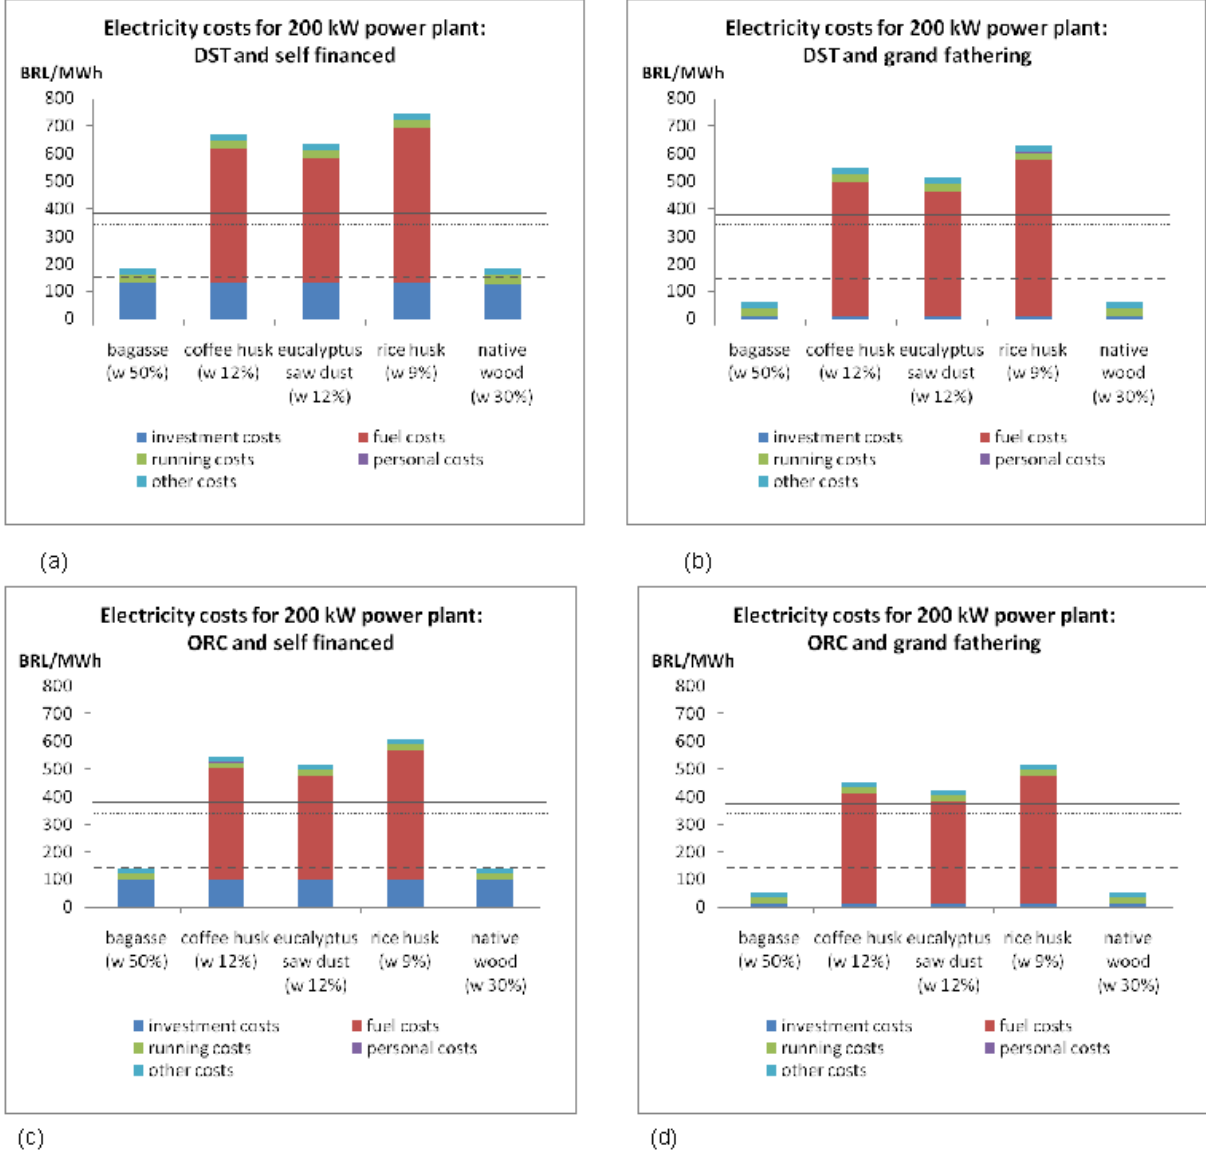 Electricity costs for 200 kW power plant:
DST and self financed
BRL/MWh
800
700
600
500
400
300
200
100
0
bagasse coffee husk eucalyptus rice husk native
(w 50%) (w 12%) saw dust (w 9%) wood
(w 12%) (w 30%)
investment costs fuel costs
running costs personal costs
other costs
(a)
Electricity costs for 200 kW power plant:
DST and grand fathering
BRL/MWh
800
700
600
500
400
300
200
100
0
bagasse coffee husk eucalyptus rice husk native
(w 50%) (w 12%) saw dust (w 9%) wood
(w 12%) (w 30%)
investment costs fuel costs
running costs personal costs
other costs
(b)
Electricity costs for 200 kW power plant:
ORC and self financed
BRL/MWh
800
700
600
500
400
300
200
100
0
bagasse coffee husk eucalyptus rice husk native
(w 50%) (w 12%) saw dust (w 9%) wood
(w 12%) (w 30%)
investment costs fuel costs
running costs personal costs
other costs
(c)
Electricity costs for 200 kW power plant:
ORC and grand fathering
BRL/MWh
800
700
600
500
400
300
200
100
0
bagasse coffee husk eucalyptus rice husk native
(w 50%) (w 12%) saw dust (w 9%) wood
(w 12%) (w 30%)
investment costs fuel costs
running costs personal costs
other costs
(d)